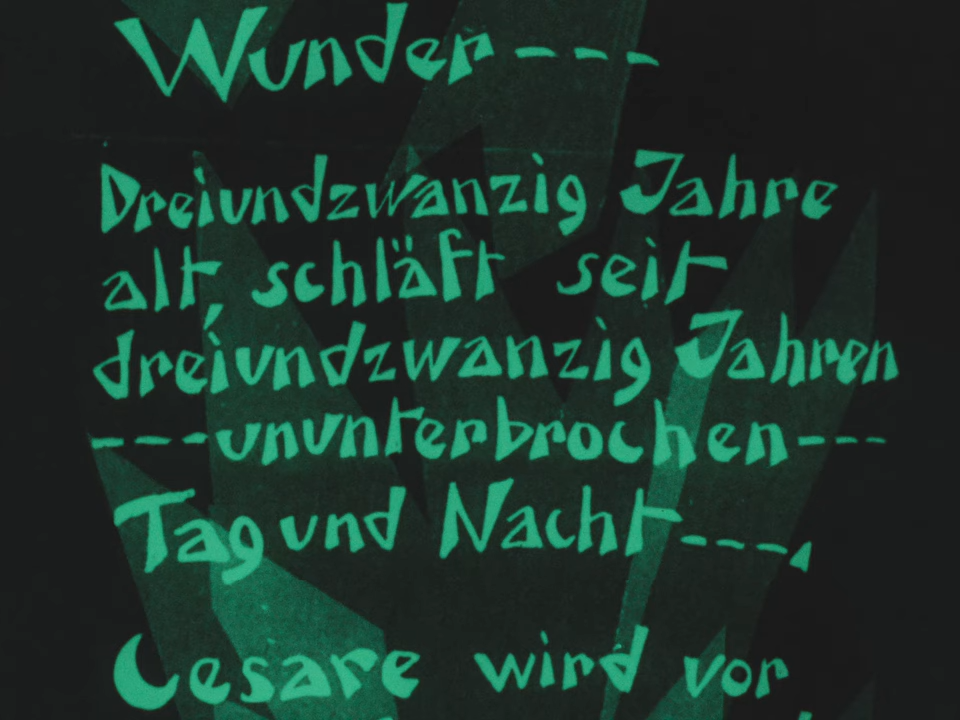 Wunder ----
Dreiundzwanzig Jahre
alt, schläft seit
dreiundzwanzig Jahren
---ununterbrochen---
Tag und Nacht ----.
Cesare wird vor